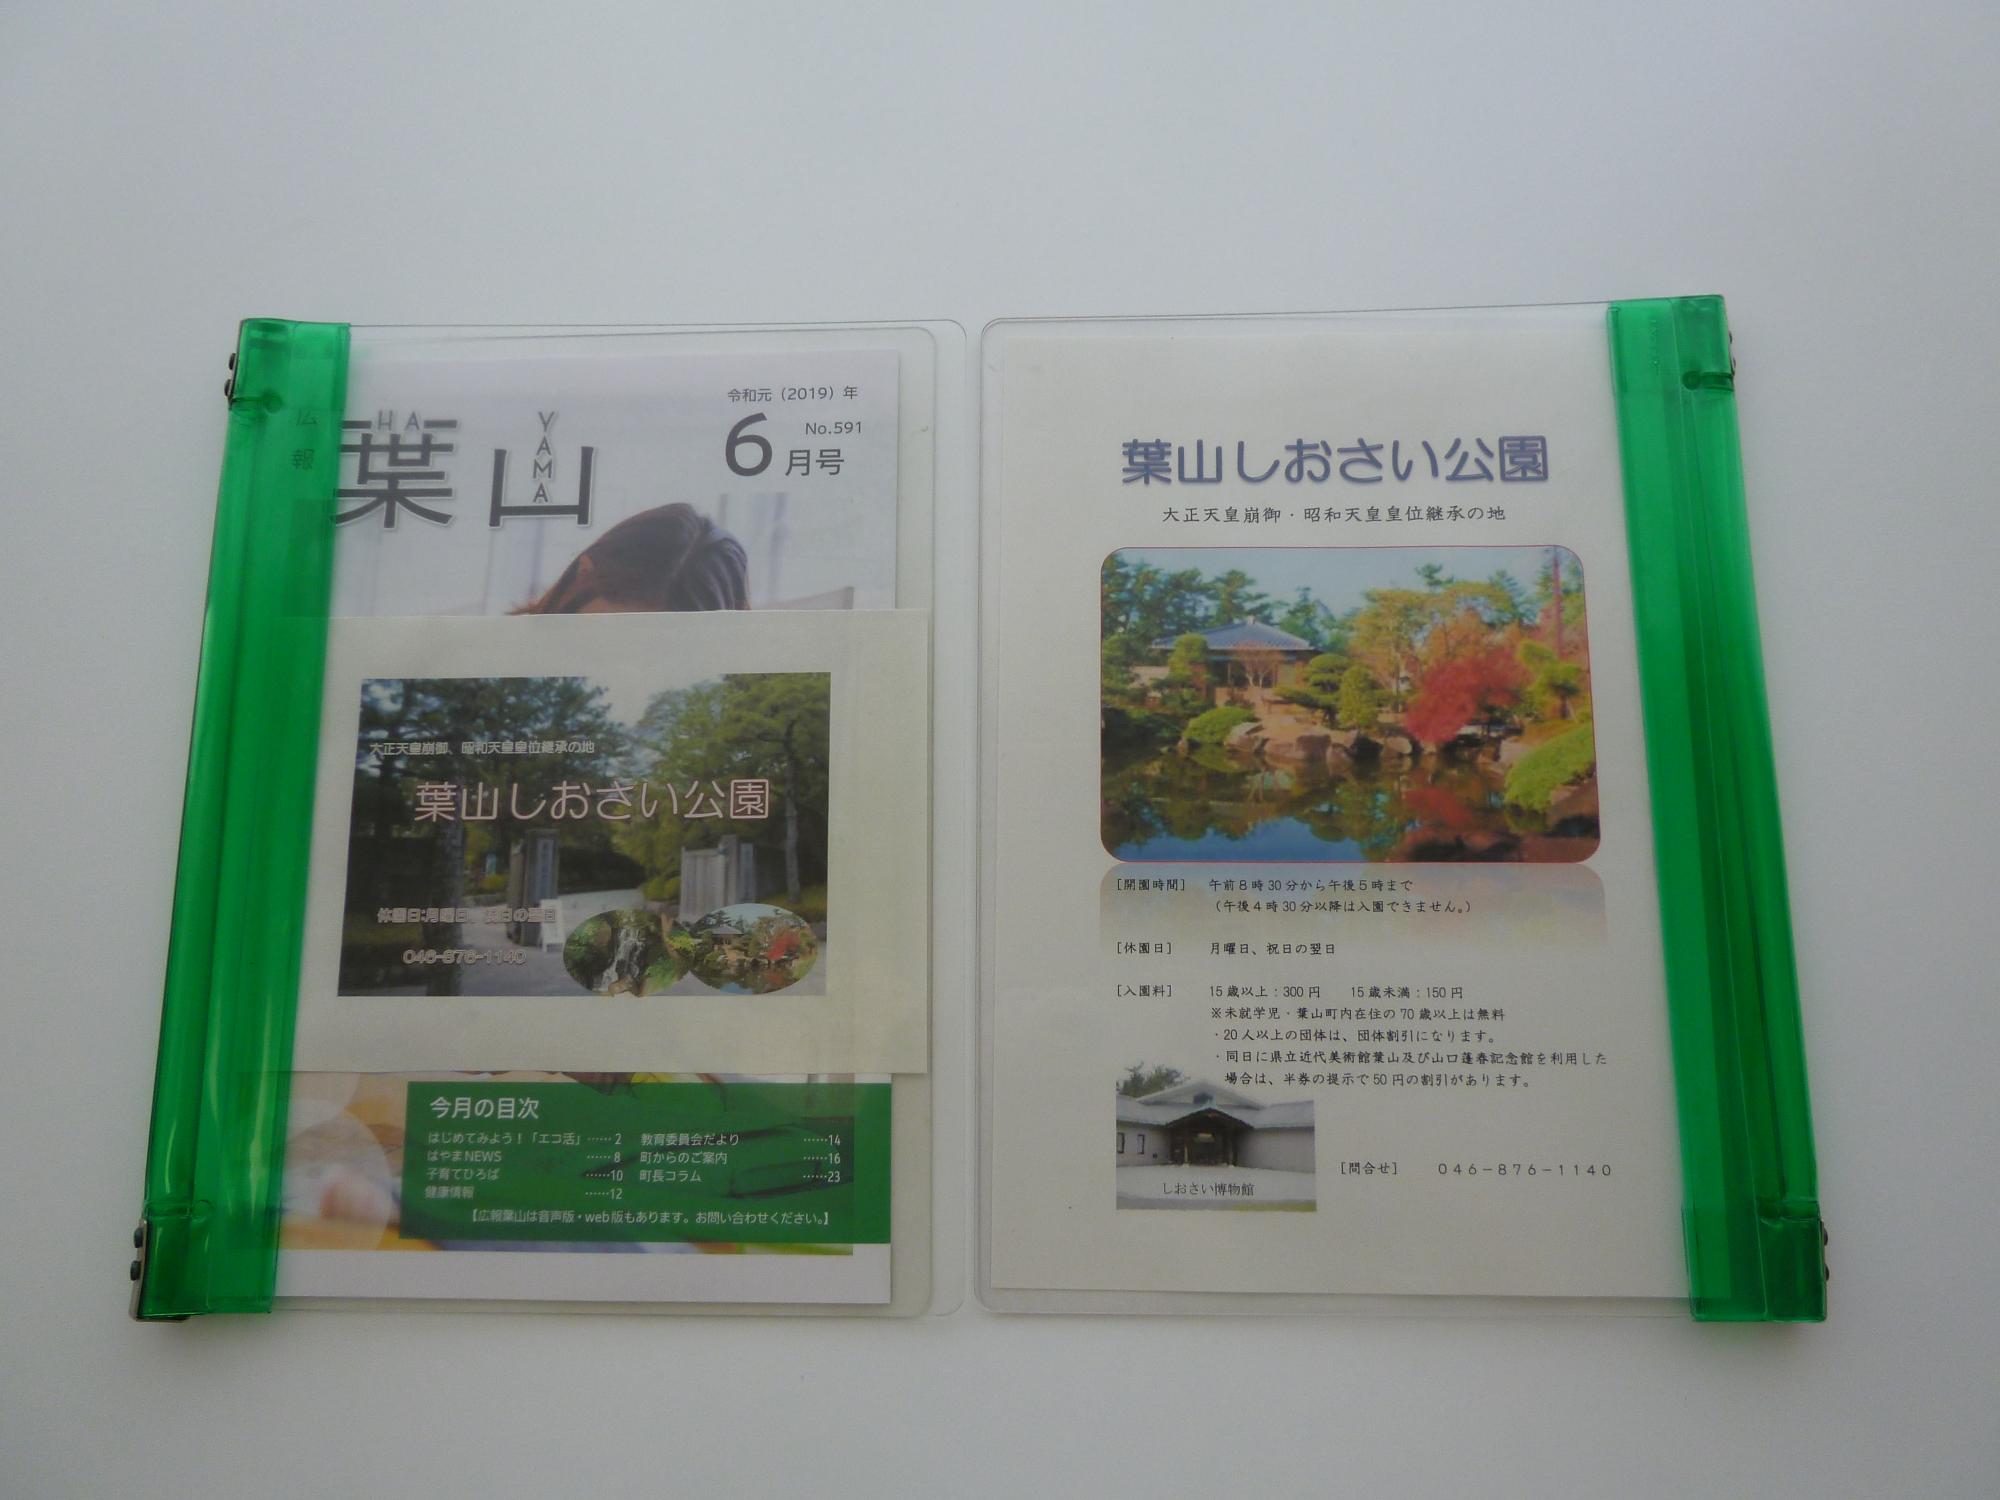 広報
HA
YAMA
葉山
令和元（2019）年
No.591
6月号
大正天皇崩御、昭和天皇皇位継承の地
葉山しおさい公園
休園日:月曜日、祝日の翌日
046-876-1140
今月の目次
はじめてみよう！「エコ活」……2
はやまNEWS ……8
子育てひろば ……10
健康情報 ……12
教育委員会だより ……14
町からのご案内 ……16
町長コラム ……23
【広報葉山は音声版・web版もあります。お問い合わせください。】
葉山しおさい公園
大正天皇崩御・昭和天皇皇位継承の地
［開園時間］ 午前８時30分から午後５時まで
（午後４時30分以降は入園できません。）
［休園日］ 月曜日、祝日の翌日
［入園料］ 15歳以上：300円 15歳未満：150円
※未就学児・葉山町内在住の70歳以上は無料
・20人以上の団体は、団体割引になります。
・同日に県立近代美術館葉山及び山口蓬春記念館を利用した
場合は、半券の提示で50円の割引があります。
しおさい博物館
［問合せ］ ０４６－８７６－１１４０